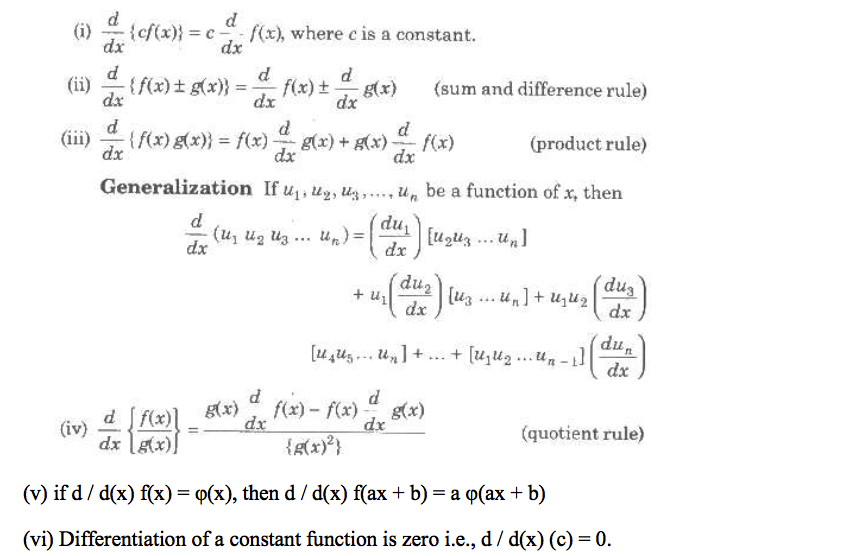 (i) d/dx {cf(x)} = c d/dx f(x), where c is a constant.
(ii) d/dx {f(x) ± g(x)} = d/dx f(x) ± d/dx g(x) (sum and difference rule)
(iii) d/dx {f(x) g(x)} = f(x) d/dx g(x) + g(x) d/dx f(x) (product rule)
Generalization If u₁, u₂, u₃, ..., uₙ be a function of x, then
d/dx (u₁ u₂ u₃ ... uₙ) = (du₁/dx) [u₂u₃ ... uₙ]
+ u₁ (du₂/dx) [u₃ ... uₙ] + u₁u₂ (du₃/dx)
[u₄u₅ ... uₙ] + ... + [u₁u₂ ... uₙ₋₁] (duₙ/dx)
(iv) d/dx {f(x)/g(x)} = (g(x) d/dx f(x) − f(x) d/dx g(x)) / {g(x)²} (quotient rule)
(v) if d / d(x) f(x) = φ(x), then d / d(x) f(ax + b) = a φ(ax + b)
(vi) Differentiation of a constant function is zero i.e., d / d(x) (c) = 0.